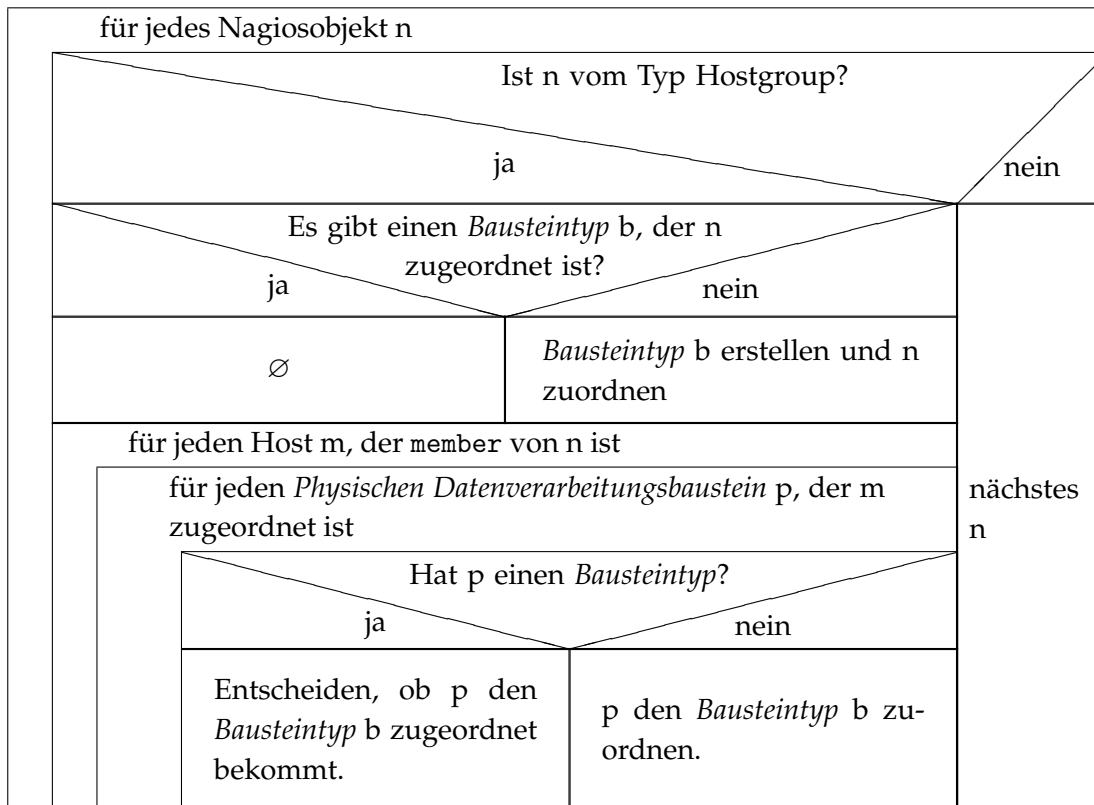 für jedes Nagiosobjekt n
Ist n vom Typ Hostgroup?
ja
nein
Es gibt einen Bausteintyp b, der n
zugeordnet ist?
ja
nein
∅
Bausteintyp b erstellen und n
zuordnen
für jeden Host m, der member von n ist
für jeden Physischen Datenverarbeitungsbaustein p, der m
zugeordnet ist
nächstes
n
Hat p einen Bausteintyp?
ja
nein
Entscheiden, ob p den
Bausteintyp b zugeordnet
bekommt.
p den Bausteintyp b zu-
ordnen.